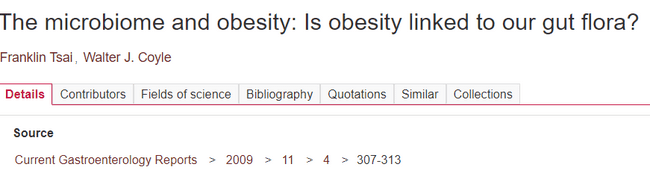 The microbiome and obesity: Is obesity linked to our gut flora?
Franklin Tsai, Walter J. Coyle
Details Contributors Fields of science Bibliography Quotations Similar Collections
Source
Current Gastroenterology Reports > 2009 > 11 > 4 > 307-313